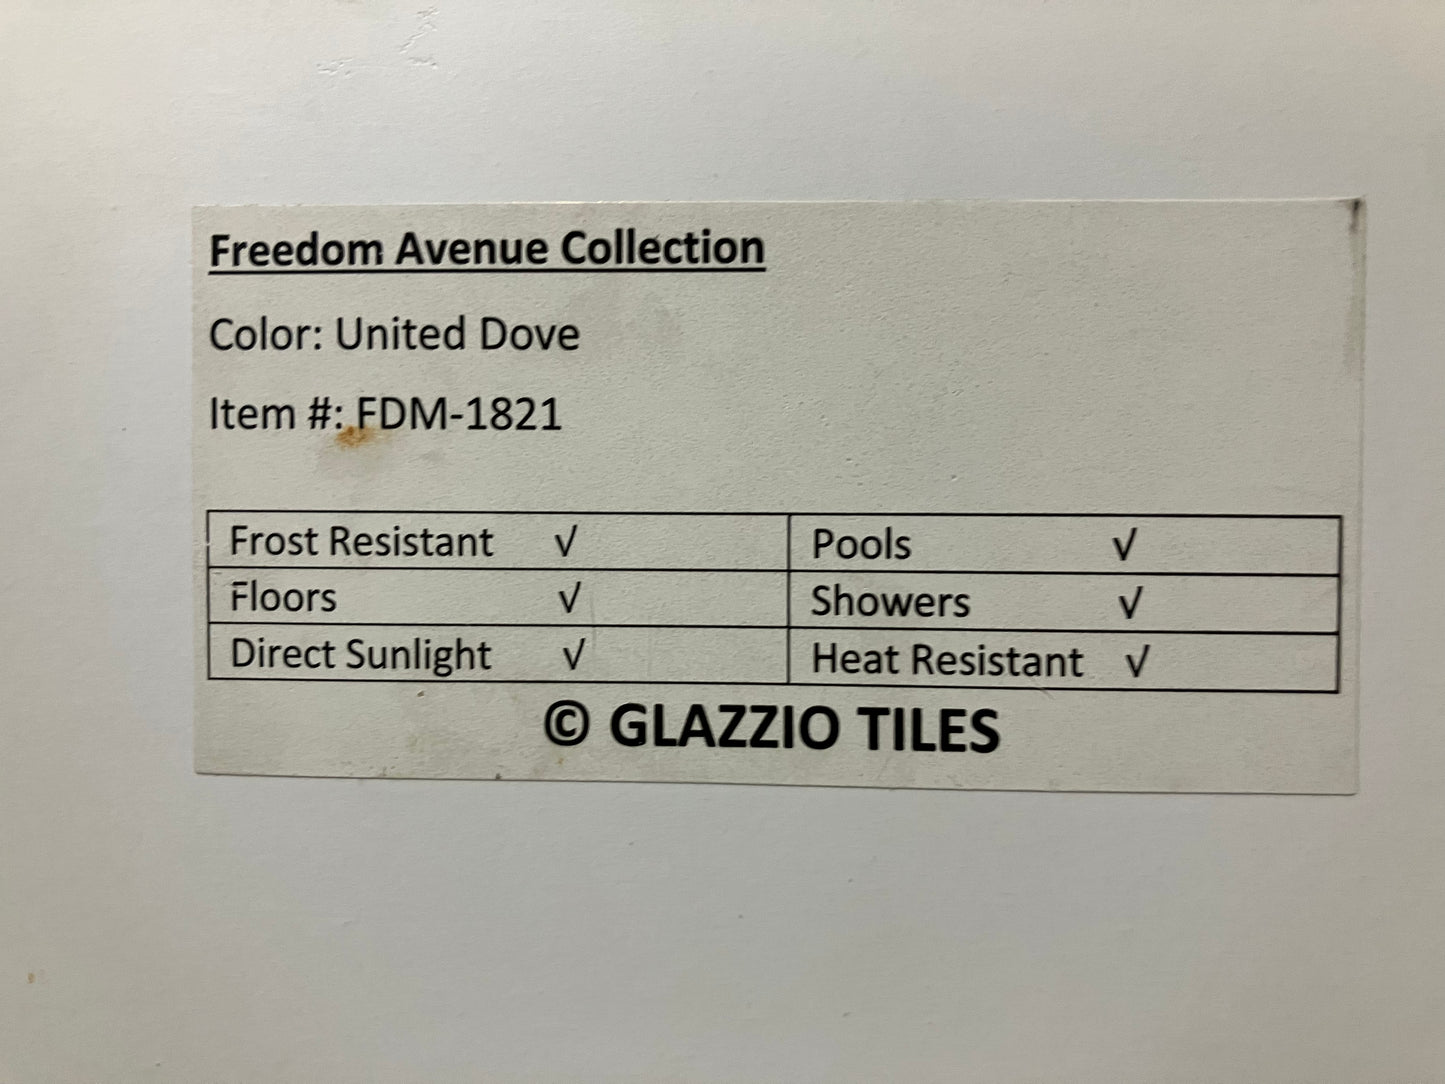 Freedom Avenue Collection
Color: United Dove
Item #: FDM-1821
Frost Resistant √ Pools √
Floors √ Showers √
Direct Sunlight √ Heat Resistant √
© GLAZZIO TILES